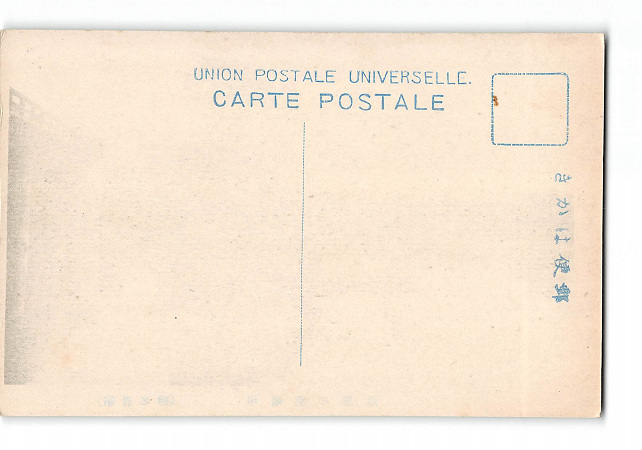 UNION POSTALE UNIVERSELLE.
CARTE POSTALE
きかは便郵